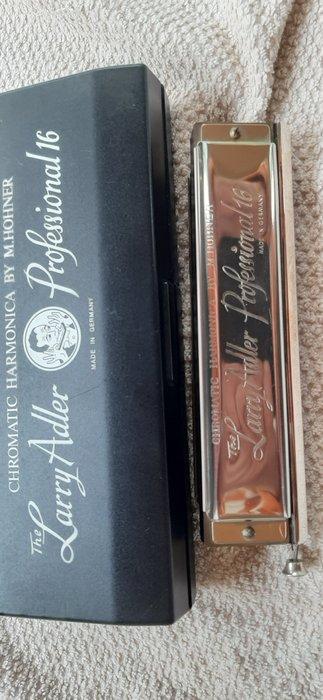 CHROMATIC HARMONICA BY M.HOHNER
The Larry Adler Professional 16
MADE IN GERMANY
CHROMATIC HARMONICA BY M.HOHNER
The Larry Adler Professional 16
MADE IN GERMANY